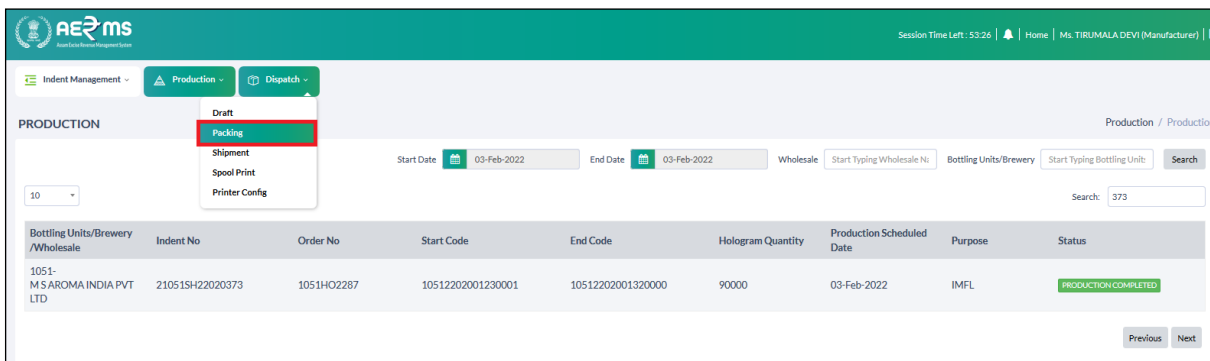 AE₹MS
Assam Excise Revenue Management System
Session Time Left : 53:26 | | Home | Ms. TIRUMALA DEVI (Manufacturer) |
Indent Management Production Dispatch
Draft
Packing
Shipment
Spool Print
Printer Config
PRODUCTION
Production / Productio
Start Date 03-Feb-2022 End Date 03-Feb-2022 Wholesale Start Typing Wholesale Na Bottling Units/Brewery Start Typing Bottling Unit: Search
10 Search: 373
Bottling Units/Brewery
/Wholesale Indent No Order No Start Code End Code Hologram Quantity Production Scheduled
Date Purpose Status
1051-
M S AROMA INDIA PVT
LTD 21051SH22020373 1051HO2287 10512202001230001 10512202001320000 90000 03-Feb-2022 IMFL PRODUCTION COMPLETED
Previous Next